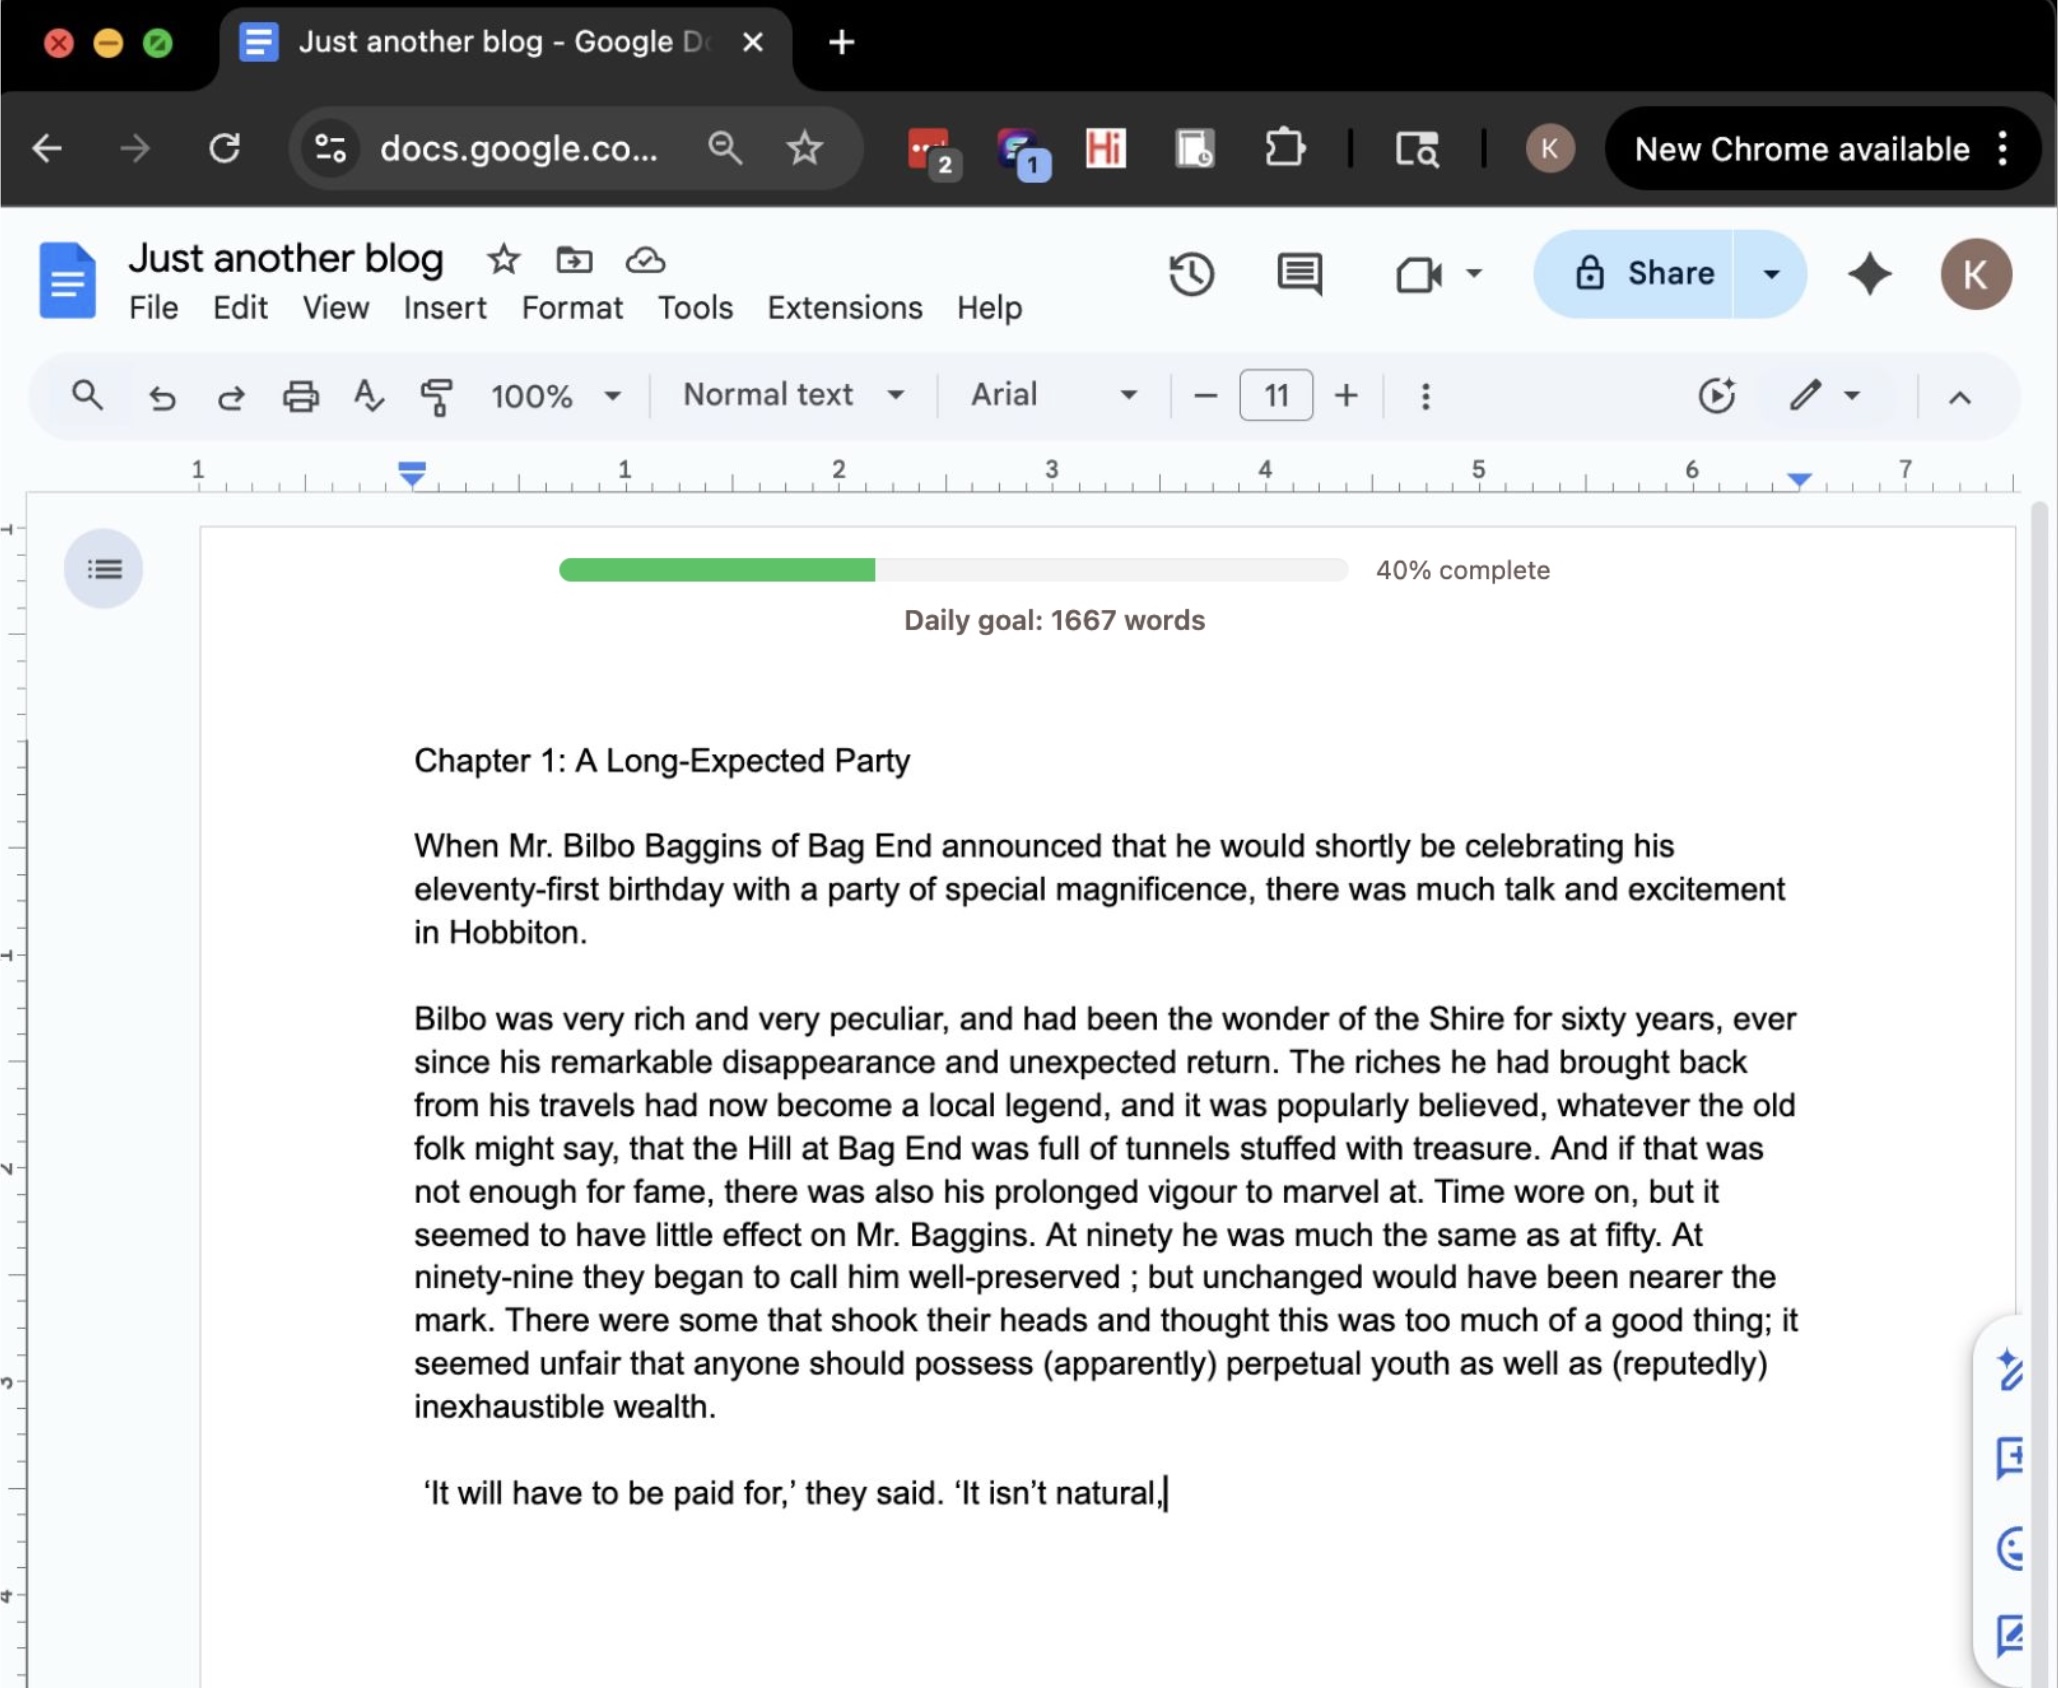 Just another blog - Google Do
docs.google.co...
2
1
Hi
K
New Chrome available
Just another blog
Share
K
File Edit View Insert Format Tools Extensions Help
100% Normal text Arial 11
1 1 2 3 4 5 6 7
40% complete
Daily goal: 1667 words
Chapter 1: A Long-Expected Party
When Mr. Bilbo Baggins of Bag End announced that he would shortly be celebrating his
eleventy-first birthday with a party of special magnificence, there was much talk and excitement
in Hobbiton.
Bilbo was very rich and very peculiar, and had been the wonder of the Shire for sixty years, ever
since his remarkable disappearance and unexpected return. The riches he had brought back
from his travels had now become a local legend, and it was popularly believed, whatever the old
folk might say, that the Hill at Bag End was full of tunnels stuffed with treasure. And if that was
not enough for fame, there was also his prolonged vigour to marvel at. Time wore on, but it
seemed to have little effect on Mr. Baggins. At ninety he was much the same as at fifty. At
ninety-nine they began to call him well-preserved ; but unchanged would have been nearer the
mark. There were some that shook their heads and thought this was too much of a good thing; it
seemed unfair that anyone should possess (apparently) perpetual youth as well as (reputedly)
inexhaustible wealth.
‘It will have to be paid for,’ they said. ‘It isn’t natural,
1
1
2
3
4